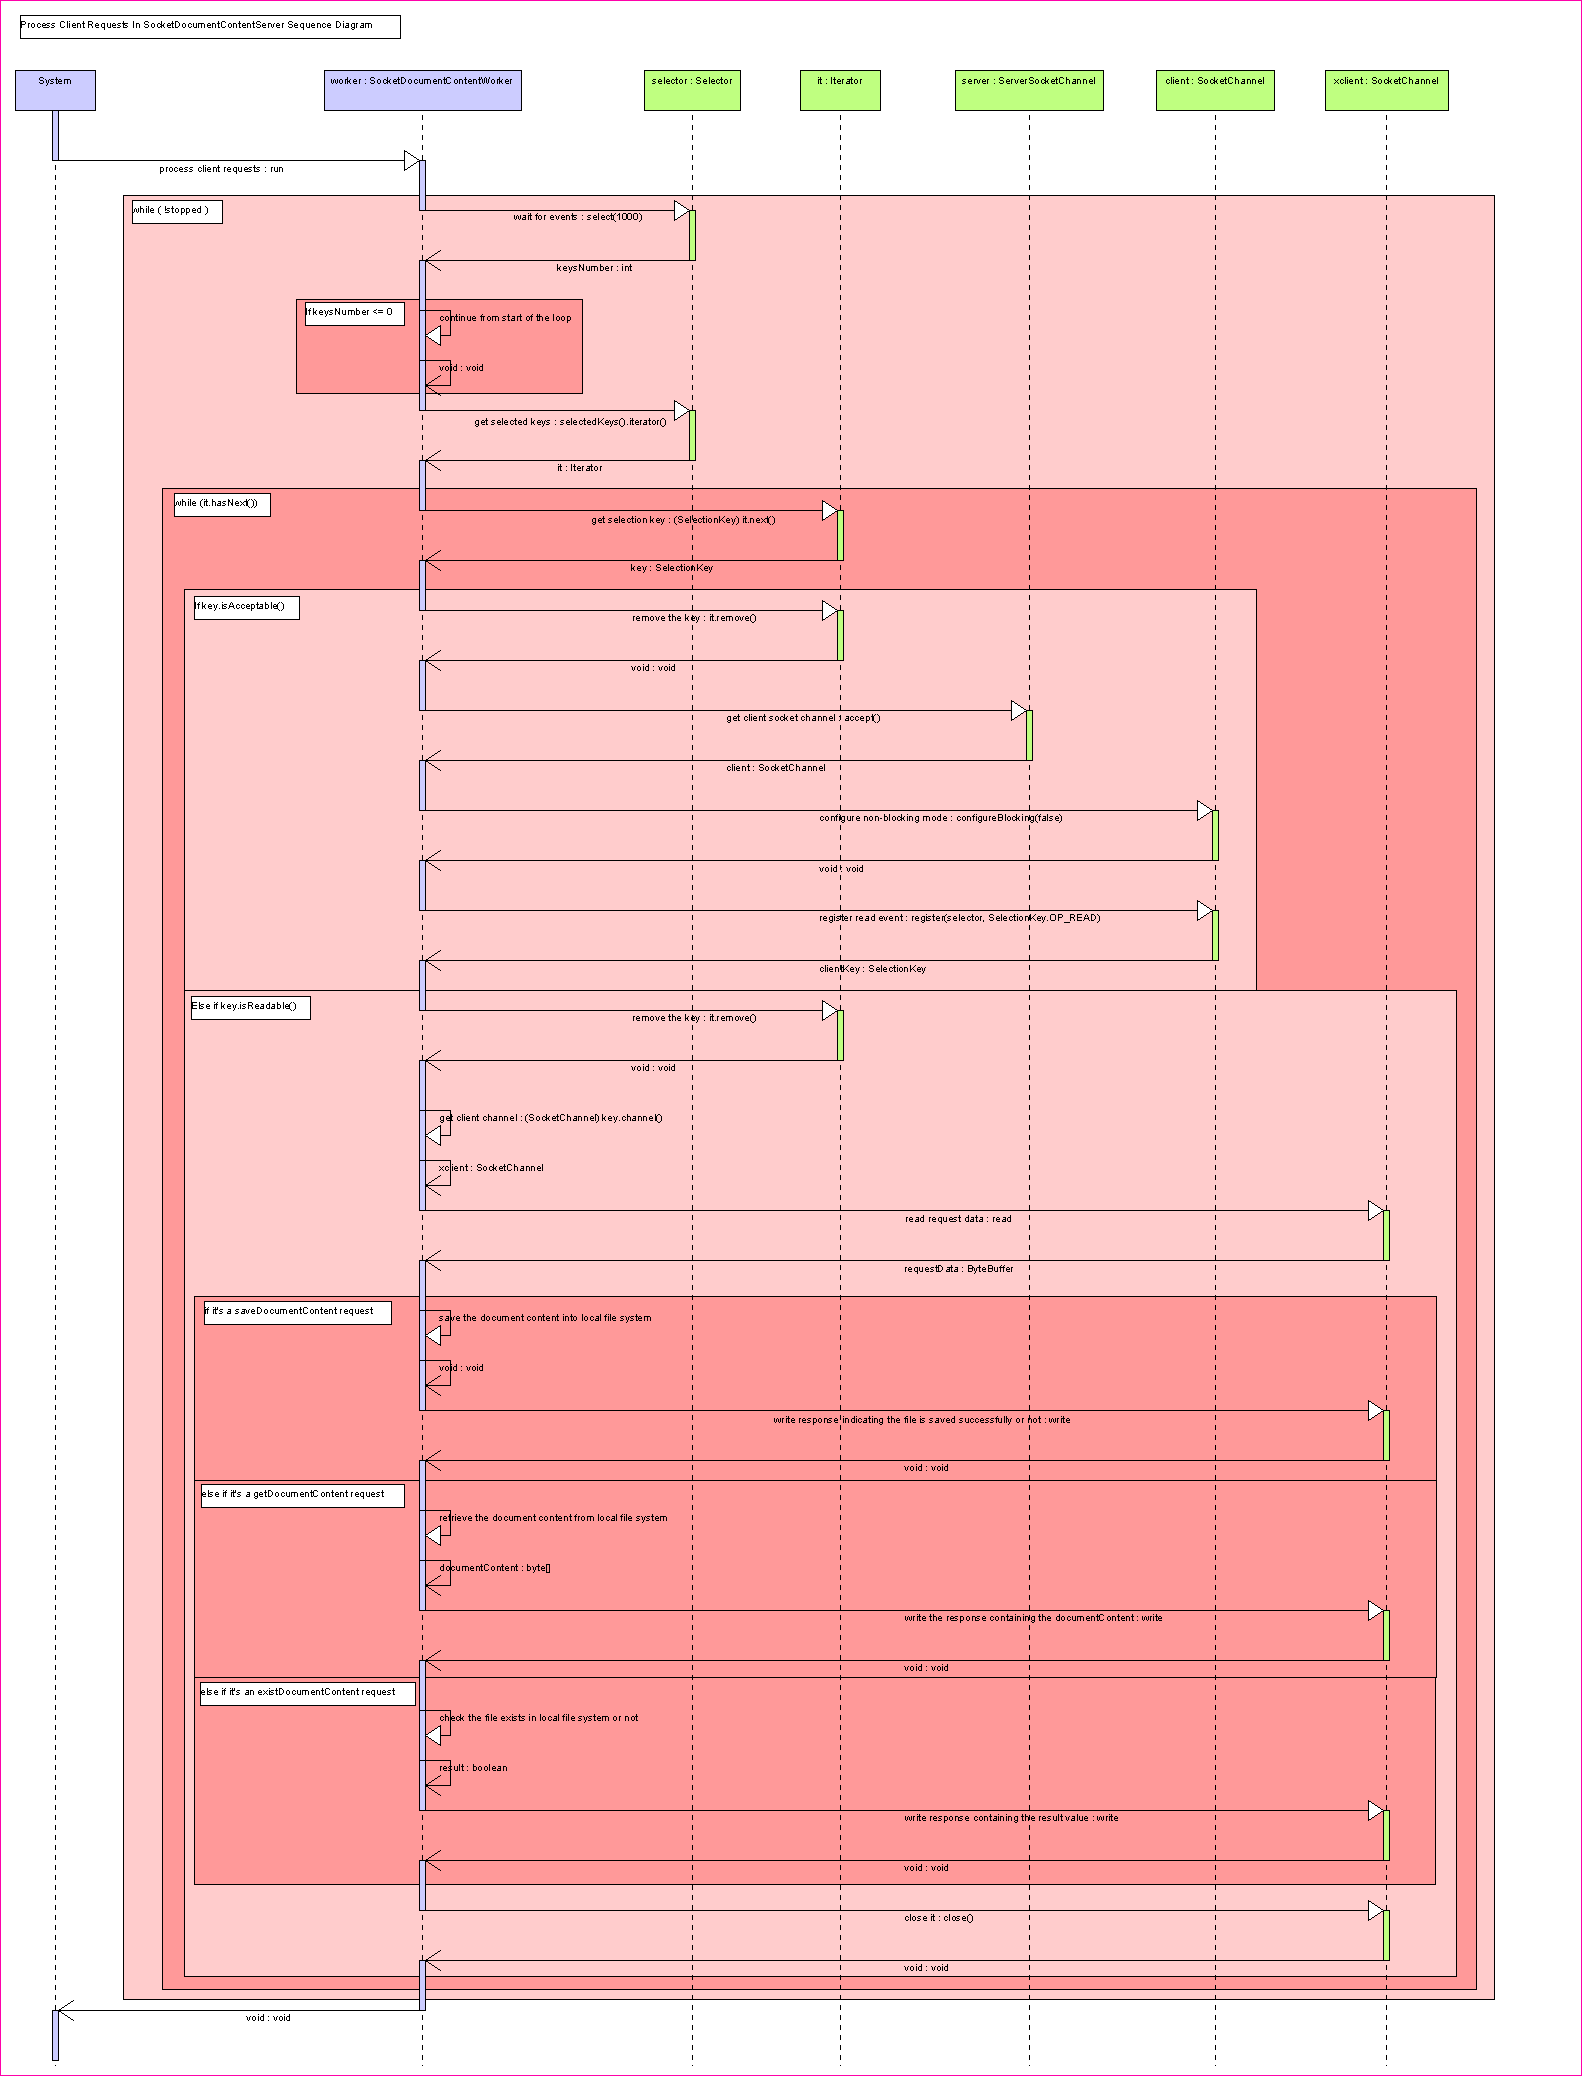 Process Client Requests In SocketDocumentContentServer Sequence Diagram
System
worker : SocketDocumentContentWorker
selector : Selector
it : Iterator
server : ServerSocketChannel
client : SocketChannel
xclient : SocketChannel
process client requests : run
while ( !stopped )
wait for events : select(1000)
keysNumber : int
If keysNumber <= 0
continue from start of the loop
void : void
get selected keys : selectedKeys().iterator()
it : Iterator
while (it.hasNext())
get selection key : (SelectionKey) it.next()
key : SelectionKey
If key.isAcceptable()
remove the key : it.remove()
void : void
get client socket channel : accept()
client : SocketChannel
configure non-blocking mode : configureBlocking(false)
void : void
register read event : register(selector, SelectionKey.OP_READ)
clientKey : SelectionKey
Else if key.isReadable()
remove the key : it.remove()
void : void
get client channel : (SocketChannel) key.channel()
xclient : SocketChannel
read request data : read
requestData : ByteBuffer
if it's a saveDocumentContent request
save the document content into local file system
void : void
write response indicating the file is saved successfully or not : write
void : void
else if it's a getDocumentContent request
retrieve the document content from local file system
documentContent : byte[]
write the response containing the documentContent : write
void : void
else if it's an existDocumentContent request
check the file exists in local file system or not
result : boolean
write response containing the result value : write
void : void
close it : close()
void : void
void : void